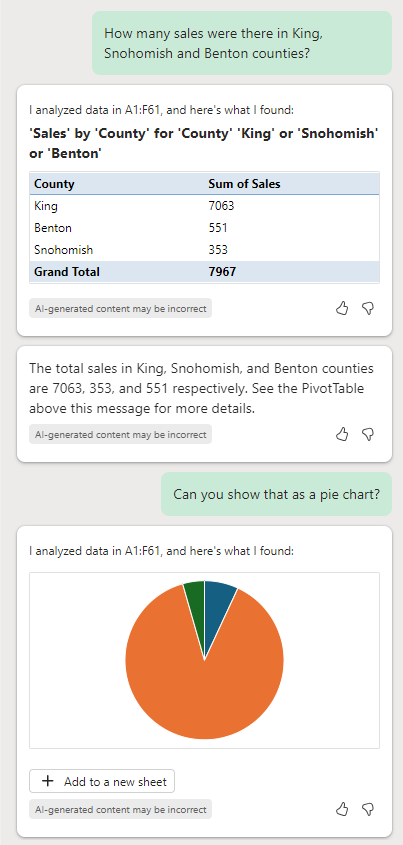 How many sales were there in King,
Snohomish and Benton counties?
I analyzed data in A1:F61, and here's what I found:
'Sales' by 'County' for 'County' 'King' or 'Snohomish'
or 'Benton'
County Sum of Sales
King 7063
Benton 551
Snohomish 353
Grand Total 7967
AI-generated content may be incorrect
The total sales in King, Snohomish, and Benton counties
are 7063, 353, and 551 respectively. See the PivotTable
above this message for more details.
AI-generated content may be incorrect
Can you show that as a pie chart?
I analyzed data in A1:F61, and here's what I found:
+ Add to a new sheet
AI-generated content may be incorrect